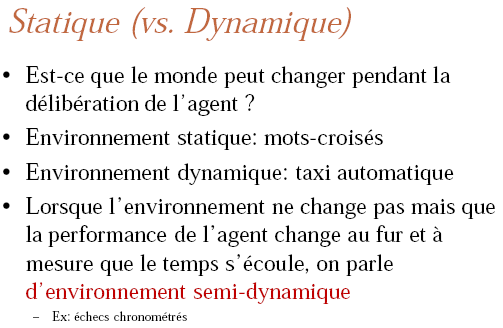 Statique (vs. Dynamique)
• Est-ce que le monde peut changer pendant la
délibération de l'agent ?
• Environnement statique: mots-croisés
• Environnement dynamique: taxi automatique
• Lorsque l'environnement ne change pas mais que
la performance de l'agent change au fur et à
mesure que le temps s'écoule, on parle
d'environnement semi-dynamique
– Ex: échecs chronométrés